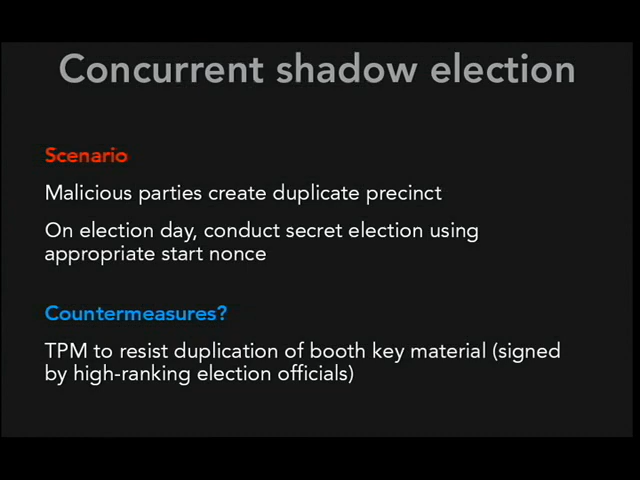 Concurrent shadow election
Scenario
Malicious parties create duplicate precinct
On election day, conduct secret election using
appropriate start nonce
Countermeasures?
TPM to resist duplication of booth key material (signed
by high-ranking election officials)